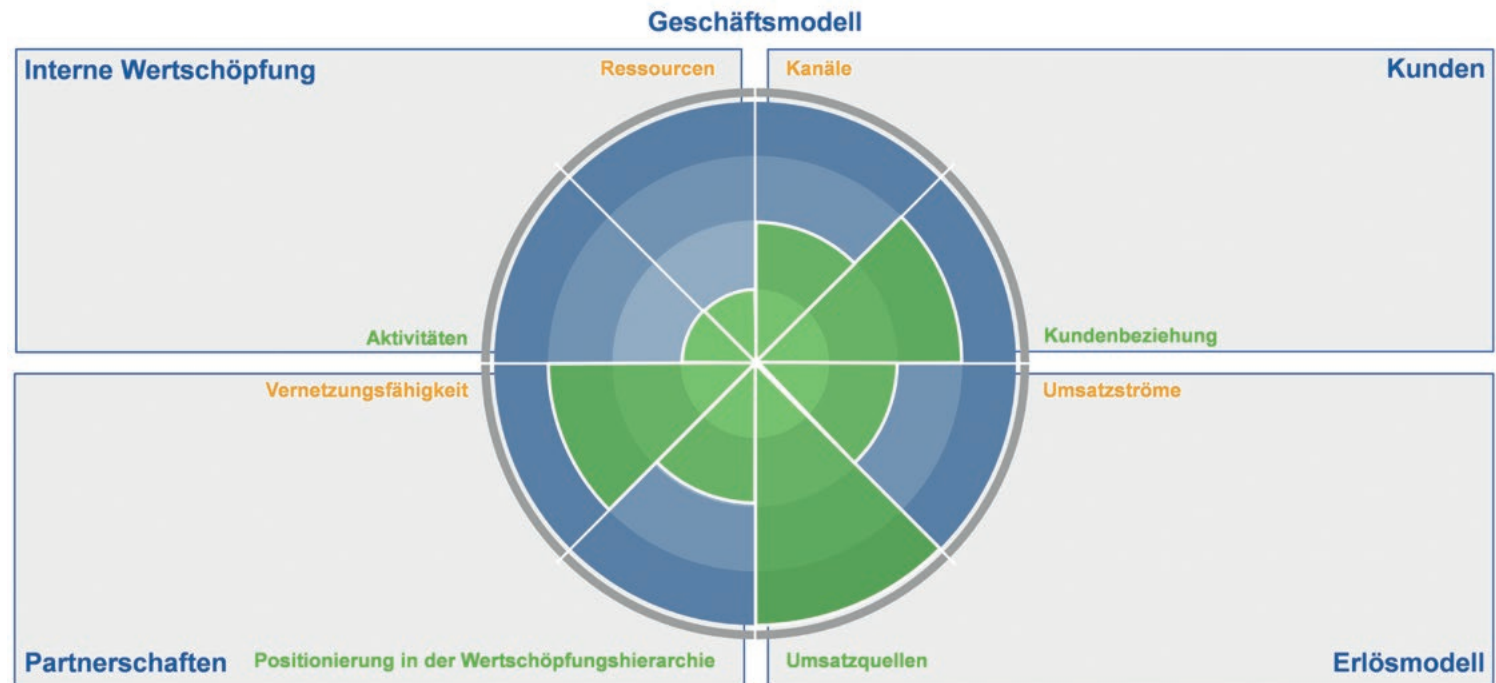 Geschäftsmodell
Interne Wertschöpfung
Ressourcen
Kanäle
Kunden
Aktivitäten
Kundenbeziehung
Vernetzungsfähigkeit
Umsatzströme
Partnerschaften
Positionierung in der Wertschöpfungshierarchie
Umsatzquellen
Erlösmodell